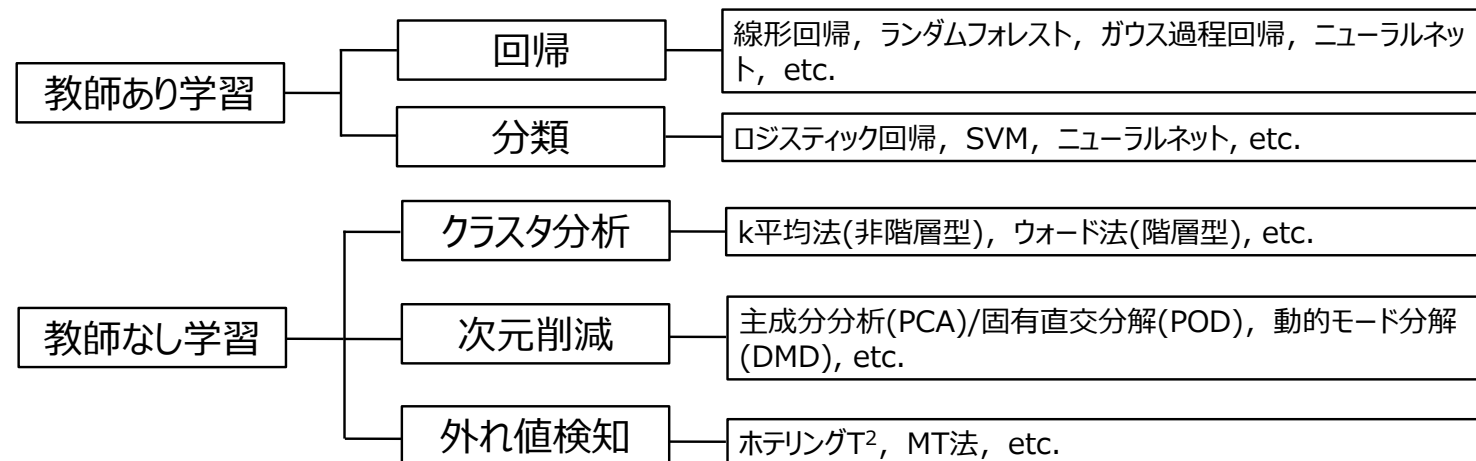 教師あり学習
回帰
線形回帰，ランダムフォレスト，ガウス過程回帰，ニューラルネッ
ト，etc.
分類
ロジスティック回帰，SVM，ニューラルネット, etc.
教師なし学習
クラスタ分析
k平均法(非階層型)，ウォード法(階層型), etc.
次元削減
主成分分析(PCA)/固有直交分解(POD)，動的モード分解
(DMD), etc.
外れ値検知
ホテリングT²，MT法，etc.